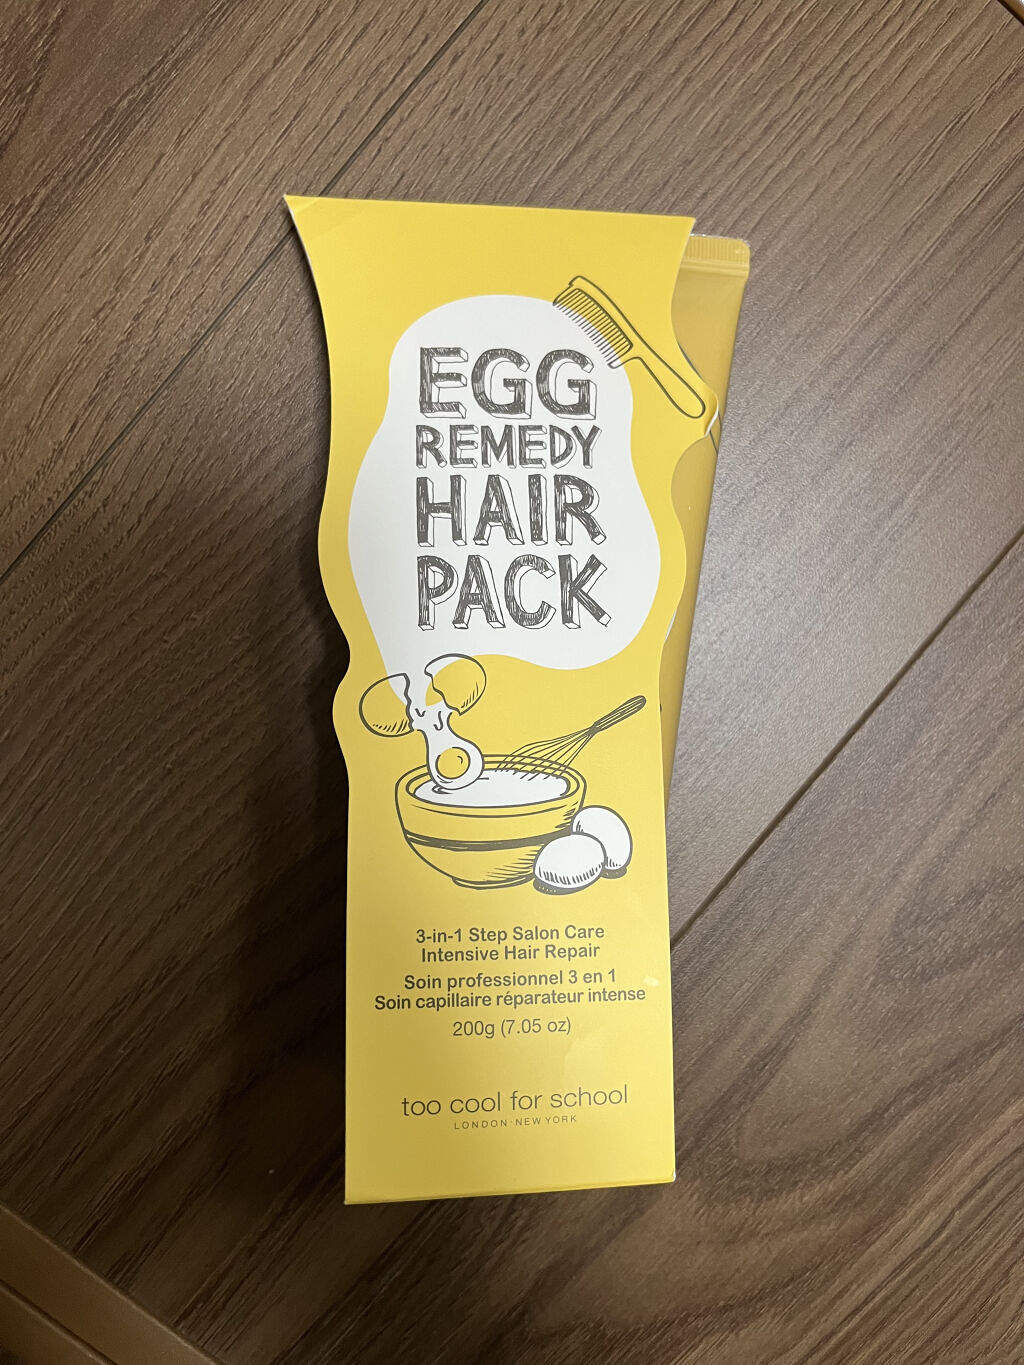 EGG
REMEDY
HAIR
PACK
3-in-1 Step Salon Care
Intensive Hair Repair
Soin professionnel 3 en 1
Soin capillaire réparateur intense
200g (7.05 oz)
too cool for school
LONDON·NEW YORK